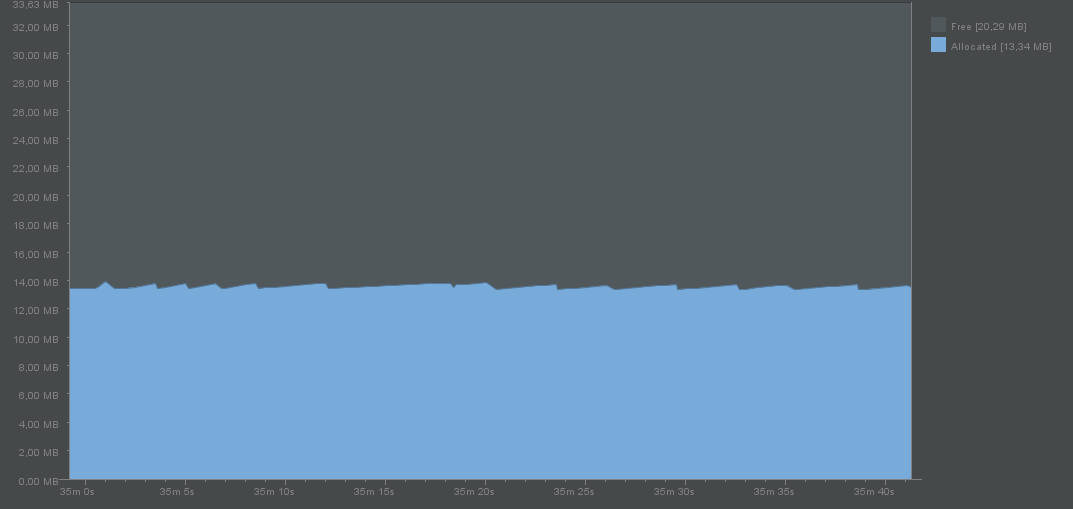 33,63 MB
32,00 MB
30,00 MB
28,00 MB
26,00 MB
24,00 MB
22,00 MB
20,00 MB
18,00 MB
16,00 MB
14,00 MB
12,00 MB
10,00 MB
8,00 MB
6,00 MB
4,00 MB
2,00 MB
0,00 MB
35m 0s
35m 5s
35m 10s
35m 15s
35m 20s
35m 25s
35m 30s
35m 35s
35m 40s
Free [20,29 MB]
Allocated [13,34 MB]